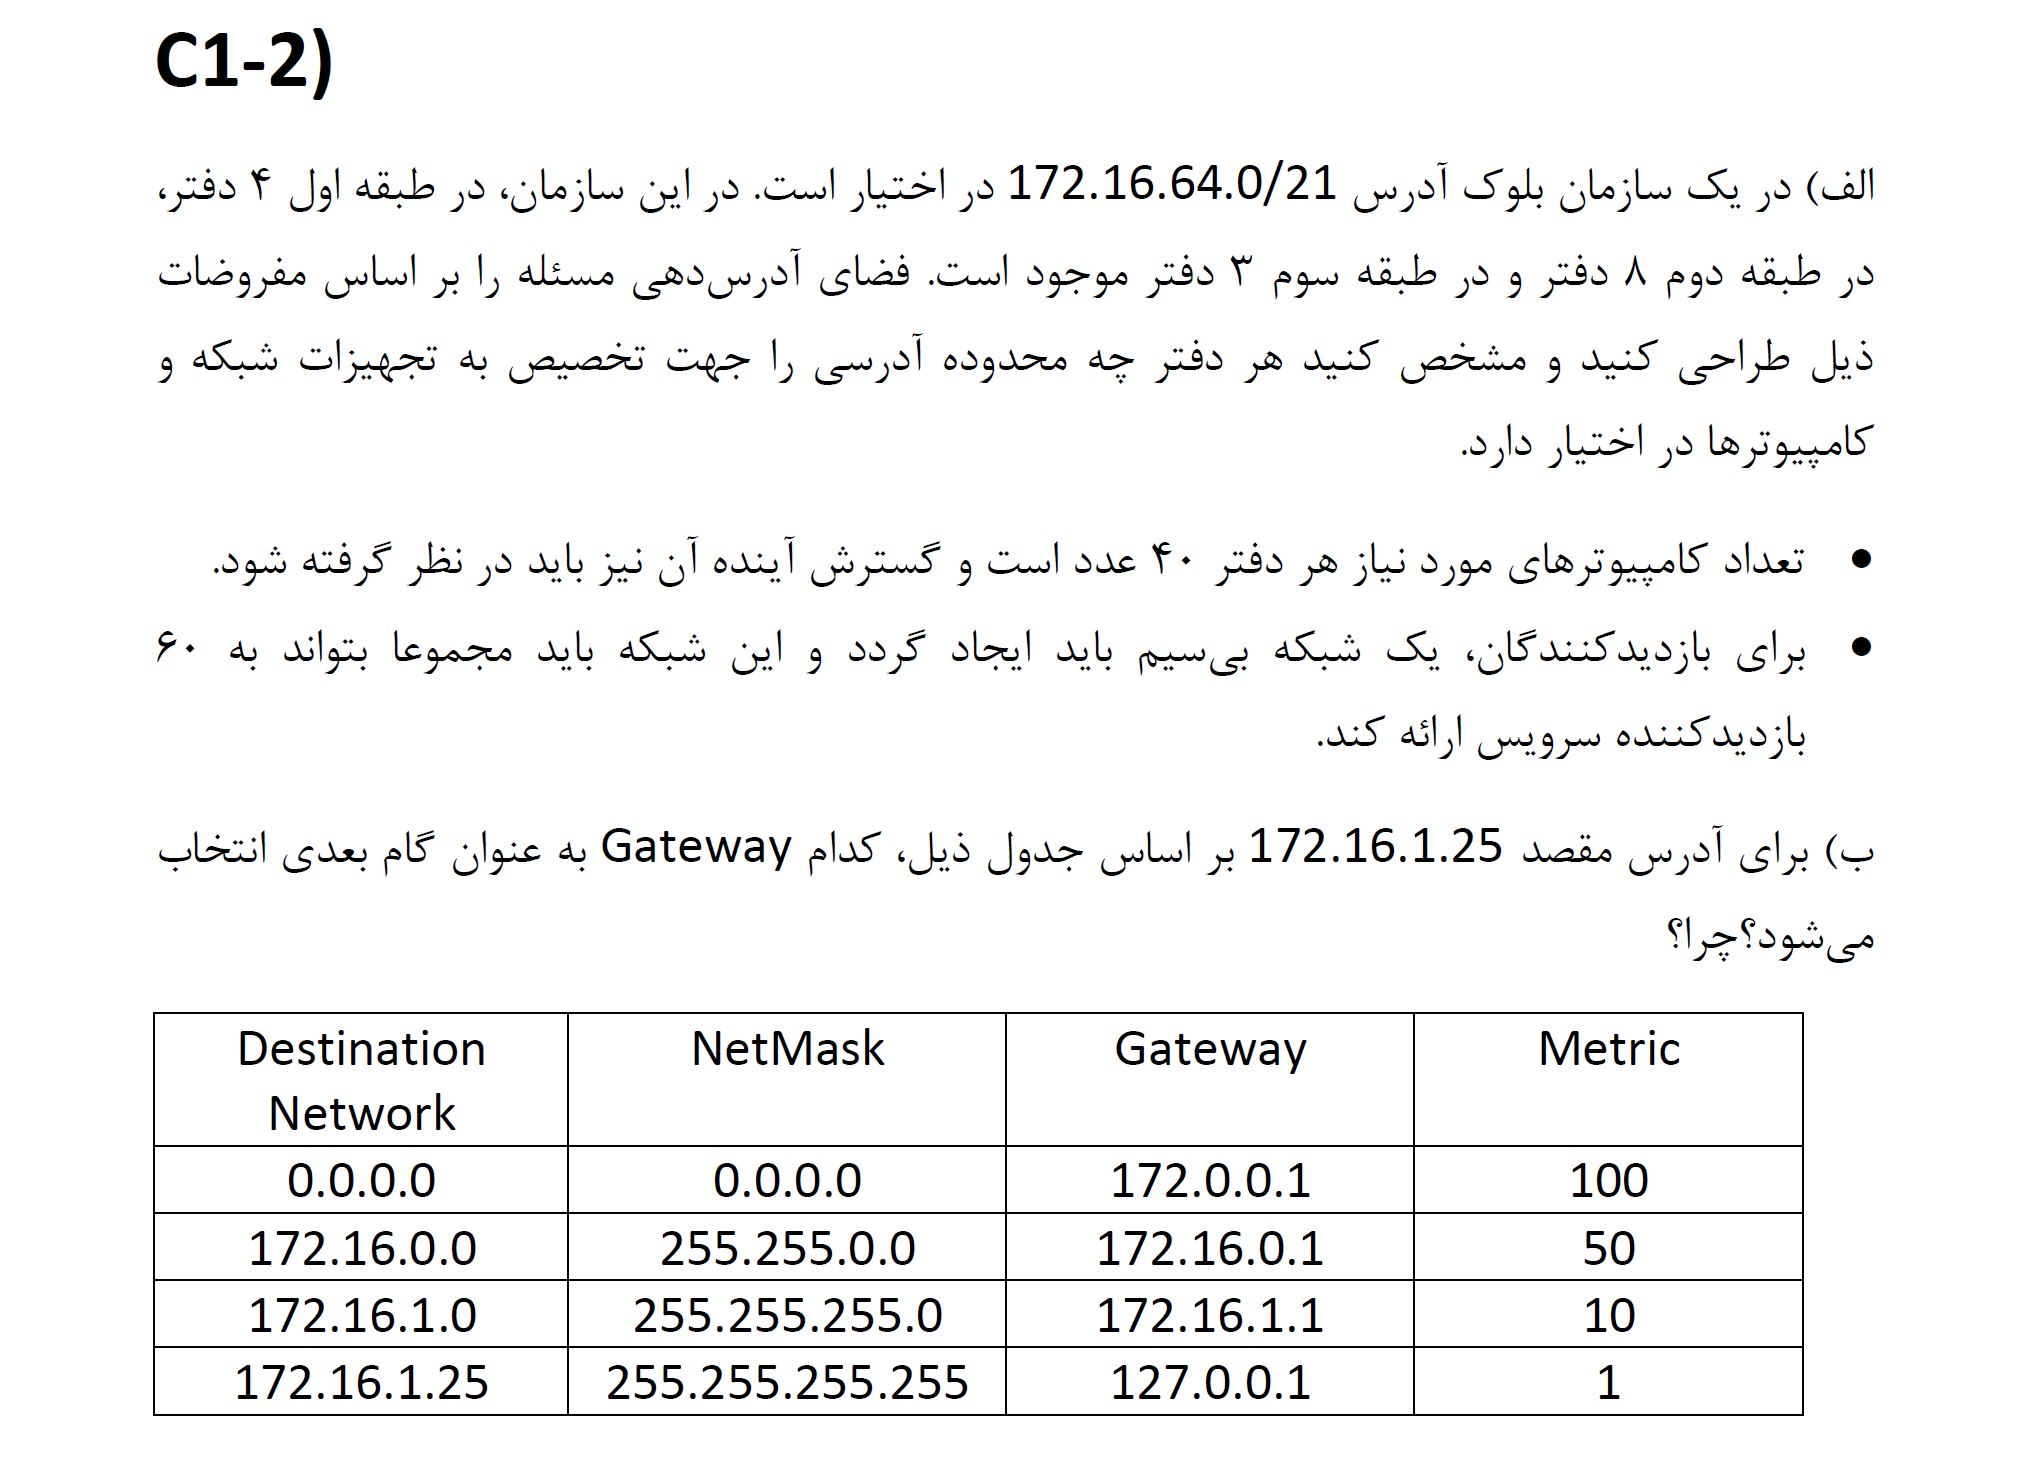 C1-2)
الف) در یک سازمان بلوک آدرس 172.16.64.0/21 در اختیار است. در این سازمان، در طبقه اول ۴ دفتر،
در طبقه دوم ۸ دفتر و در طبقه سوم ۳ دفتر موجود است. فضای آدرس‌دهی مسئله را بر اساس مفروضات
ذیل طراحی کنید و مشخص کنید هر دفتر چه محدوده آدرسی را جهت تخصیص به تجهیزات شبکه و
کامپیوترها در اختیار دارد.
• تعداد کامپیوترهای مورد نیاز هر دفتر ۴۰ عدد است و گسترش آینده آن نیز باید در نظر گرفته شود.
• برای بازدیدکنندگان، یک شبکه بی‌سیم باید ایجاد گردد و این شبکه باید مجموعا بتواند به ۶۰
بازدیدکننده سرویس ارائه کند.
ب) برای آدرس مقصد 172.16.1.25 بر اساس جدول ذیل، کدام Gateway به عنوان گام بعدی انتخاب
می‌شود؟چرا؟
Destination Network NetMask Gateway Metric
0.0.0.0 0.0.0.0 172.0.0.1 100
172.16.0.0 255.255.0.0 172.16.0.1 50
172.16.1.0 255.255.255.0 172.16.1.1 10
172.16.1.25 255.255.255.255 127.0.0.1 1